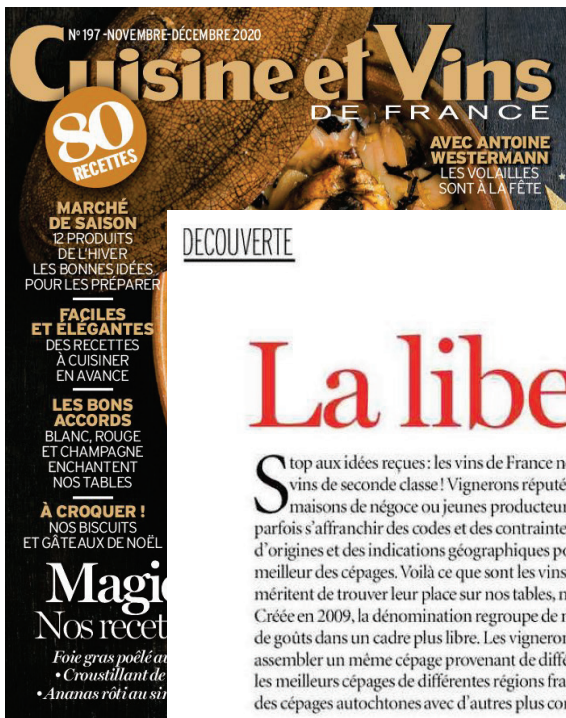 N° 197 -NOVEMBRE-DÉCEMBRE 2020
Cuisine et Vins
DE FRANCE
80
RECETTES
AVEC ANTOINE
WESTERMANN
LES VOLAILLES
SONT À LA FÊTE
MARCHÉ
DE SAISON
12 PRODUITS
DE L'HIVER
LES BONNES IDÉES
POUR LES PRÉPARER
FACILES
ET ÉLÉGANTES
DES RECETTES
À CUISINER
EN AVANCE
LES BONS
ACCORDS
BLANC, ROUGE
ET CHAMPAGNE
ENCHANTENT
NOS TABLES
À CROQUER !
NOS BISCUITS
ET GÂTEAUX DE NOËL
Magi
Nos recet
Foie gras poêlé au
• Croustillant de
• Ananas rôti au sir
DECOUVERTE
La libe
Stop aux idées reçues : les vins de France n
vins de seconde classe ! Vignerons réputé
maisons de négoce ou jeunes producteur
parfois s'affranchir des codes et des contrainte
d'origines et des indications géographiques po
meilleur des cépages. Voilà ce que sont les vins
méritent de trouver leur place sur nos tables, n
Créée en 2009, la dénomination regroupe de n
de goûts dans un cadre plus libre. Les vigneron
assembler un même cépage provenant de diffé
les meilleurs cépages de différentes régions fra
des cépages autochtones avec d'autres plus con